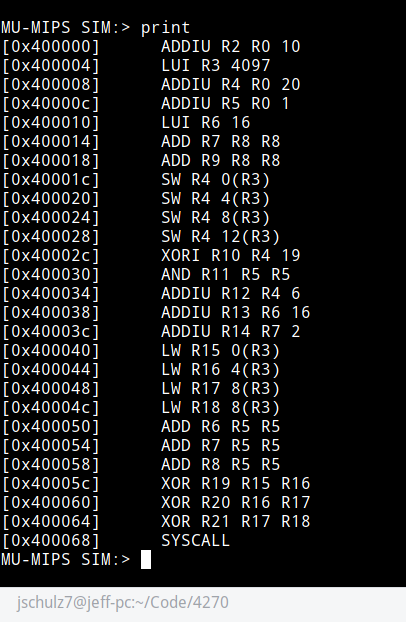 MU-MIPS SIM:> print
[0x400000] ADDIU R2 R0 10
[0x400004] LUI R3 4097
[0x400008] ADDIU R4 R0 20
[0x40000c] ADDIU R5 R0 1
[0x400010] LUI R6 16
[0x400014] ADD R7 R8 R8
[0x400018] ADD R9 R8 R8
[0x40001c] SW R4 0(R3)
[0x400020] SW R4 4(R3)
[0x400024] SW R4 8(R3)
[0x400028] SW R4 12(R3)
[0x40002c] XORI R10 R4 19
[0x400030] AND R11 R5 R5
[0x400034] ADDIU R12 R4 6
[0x400038] ADDIU R13 R6 16
[0x40003c] ADDIU R14 R7 2
[0x400040] LW R15 0(R3)
[0x400044] LW R16 4(R3)
[0x400048] LW R17 8(R3)
[0x40004c] LW R18 8(R3)
[0x400050] ADD R6 R5 R5
[0x400054] ADD R7 R5 R5
[0x400058] ADD R8 R5 R5
[0x40005c] XOR R19 R15 R16
[0x400060] XOR R20 R16 R17
[0x400064] XOR R21 R17 R18
[0x400068] SYSCALL
MU-MIPS SIM:>
jschulz7@jeff-pc:~/Code/4270